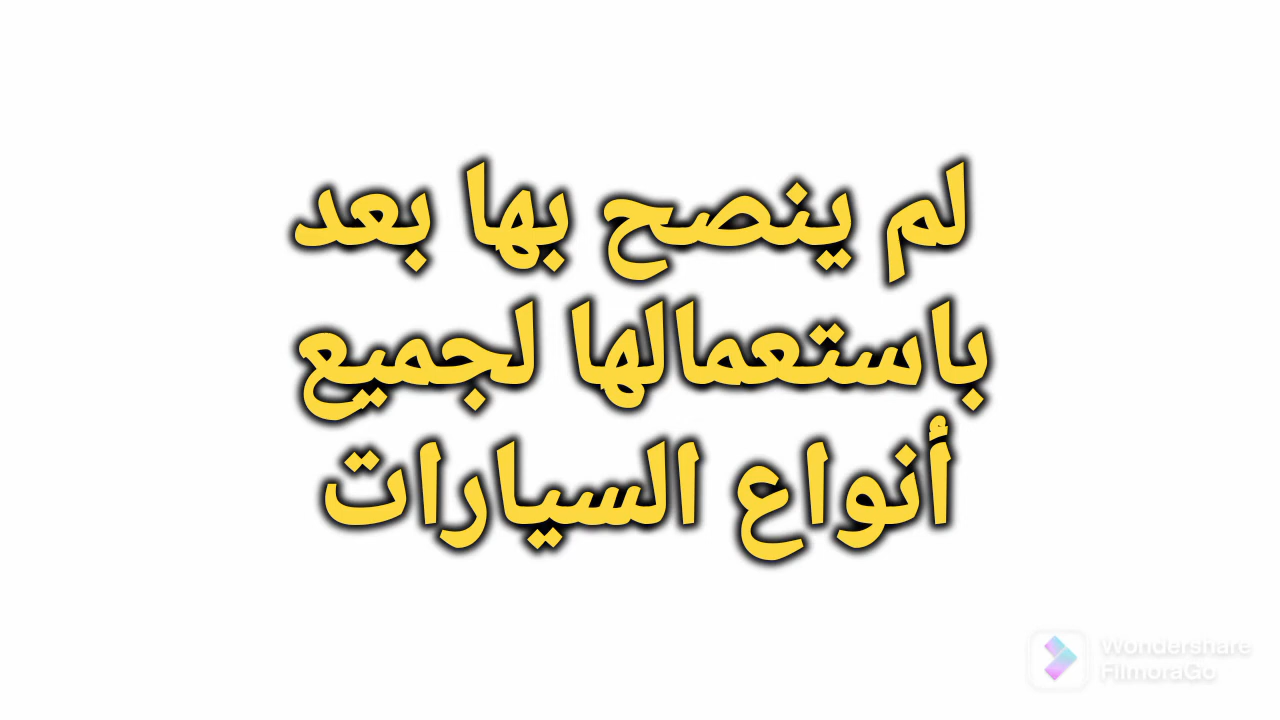 لم ينصح بها بعد
باستعمالها لجميع
أنواع السيارات
Wondershare
FilmoraGo